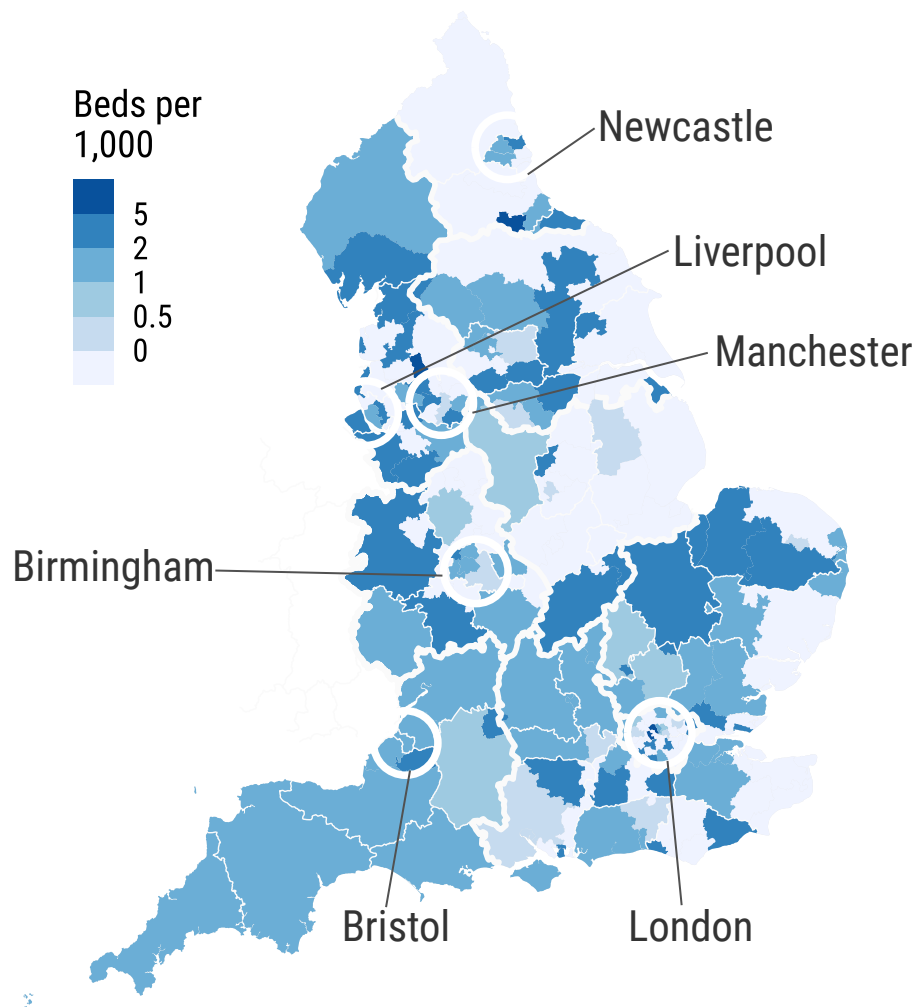 Beds per
1,000
5
2
1
0.5
0
Newcastle
Liverpool
Manchester
Birmingham
Bristol
London